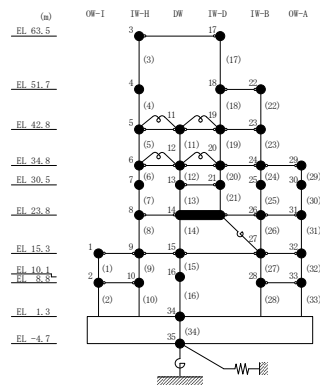 (m) OW-I IW-H DW IW-D IW-B OW-A
EL 63.5 3 17
(3) (17)
EL 51.7 4 18 22
(4) (18) (22)
EL 42.8 5 11 19 23
(5) (11) (19) (23)
EL 34.8 6 12 20 24 29
(6) (12) (20) (24) (29)
EL 30.5 7 13 21 25 30
(7) (13) (21) (25) (30)
EL 23.8 8 14 26 31
(8) (14) 27 (26) (31)
EL 15.3 1 9 15 32
(1) (9) (15) (27) (32)
EL 10.1 16
EL 8.8 2 10 28 33
(2) (10) (16) (28) (33)
EL 1.3 34
(34)
EL -4.7 35